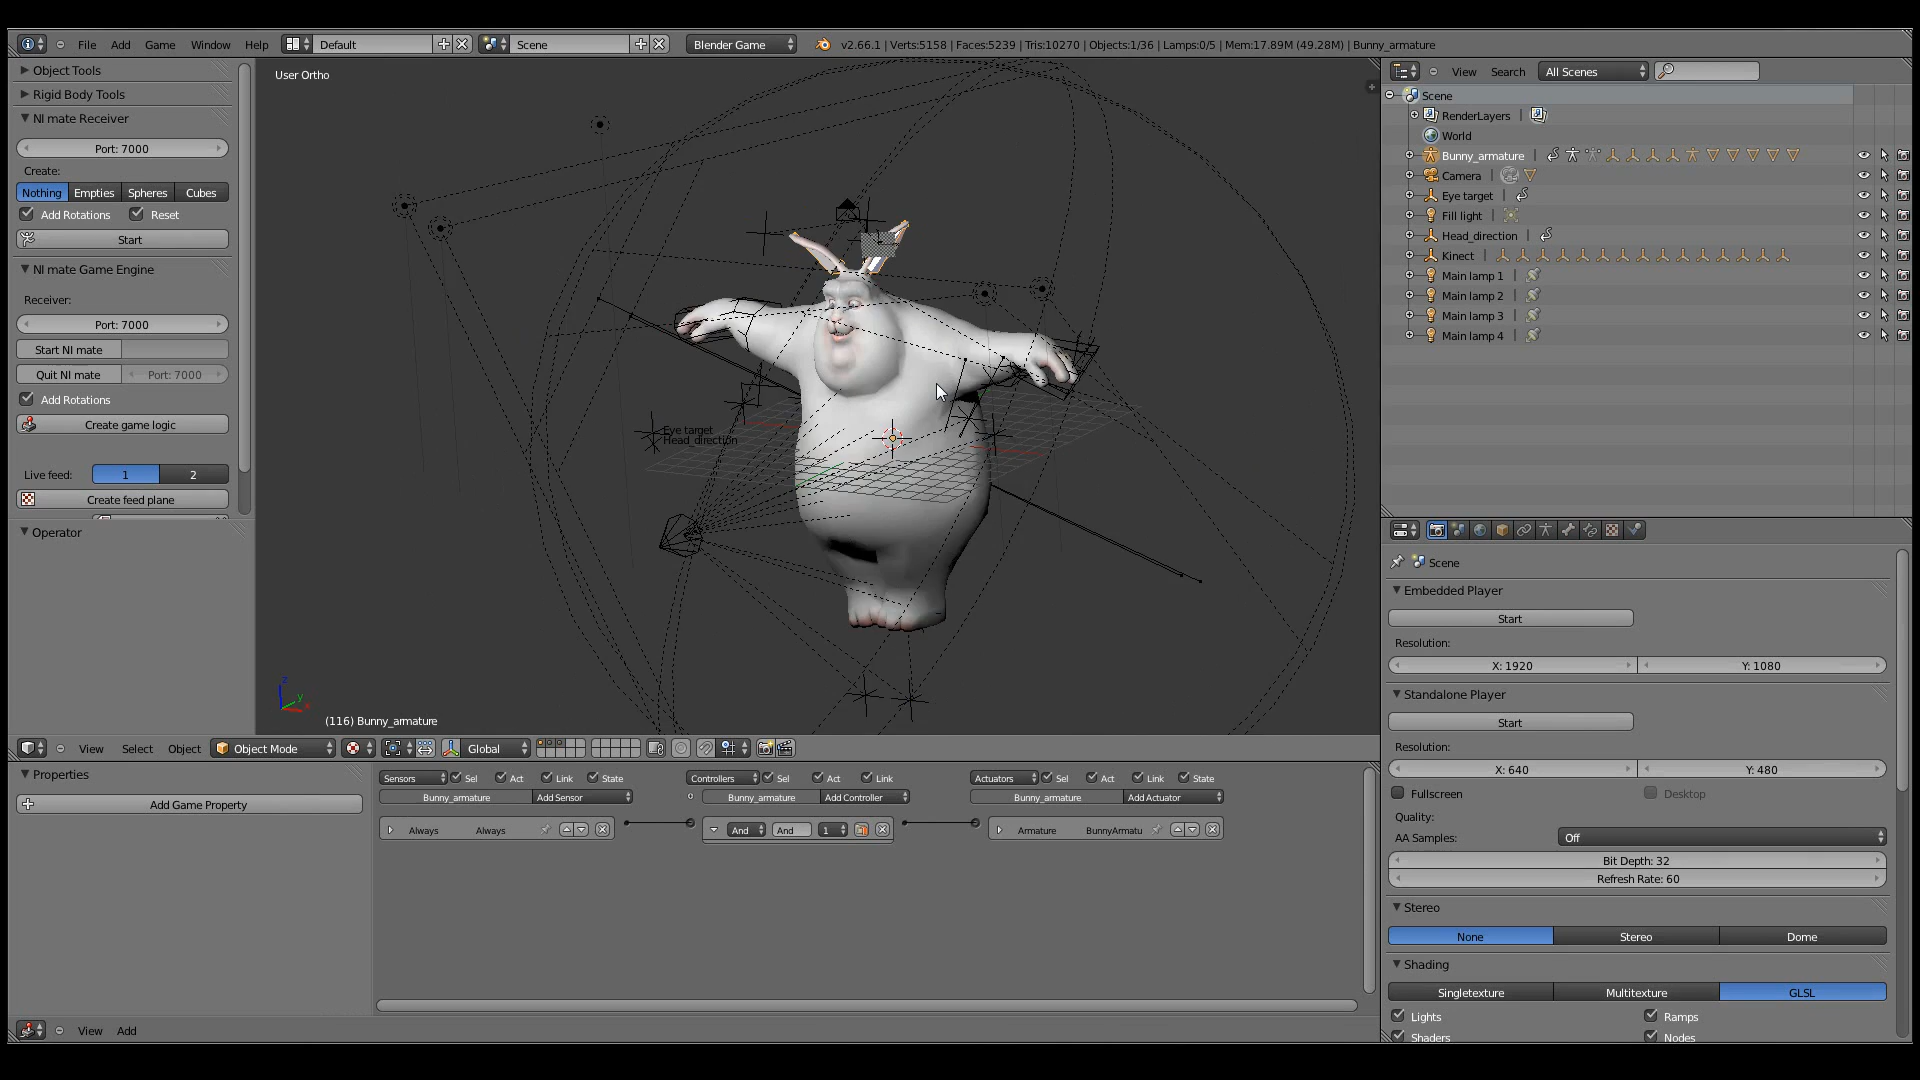 File Add Game Window Help Default Scene Blender Game v2.66.1 | Verts:5158 | Faces:5239 | Tris:10270 | Objects:1/36 | Lamps:0/5 | Mem:17.89M (49.28M) | Bunny_armature
Object Tools
Rigid Body Tools
NI mate Receiver
Port: 7000
Create:
Nothing Empties Spheres Cubes
Add Rotations Reset
Start
NI mate Game Engine
Receiver:
Port: 7000
Start NI mate
Quit NI mate Port: 7000
Add Rotations
Create game logic
Live feed: 1 2
Create feed plane
Operator
User Ortho
Eye target
Head_direction
z
y
(116) Bunny_armature
View Select Object Object Mode Global
View Search All Scenes
Scene
RenderLayers |
World
Bunny_armature |
Camera |
Eye target |
Fill light |
Head_direction |
Kinect |
Main lamp 1 |
Main lamp 2 |
Main lamp 3 |
Main lamp 4 |
Scene
Embedded Player
Start
Resolution:
X: 1920 Y: 1080
Standalone Player
Start
Resolution:
X: 640 Y: 480
Fullscreen Desktop
Quality:
AA Samples: Off
Bit Depth: 32
Refresh Rate: 60
Stereo
None Stereo Dome
Shading
Singletexture Multitexture GLSL
Lights Ramps
Shaders Nodes
Properties
Add Game Property
Sensors Sel Act Link State Controllers Sel Act Link Actuators Sel Act Link State
Bunny_armature Add Sensor Bunny_armature Add Controller Bunny_armature Add Actuator
Always Always And And 1 Armature BunnyArmatu
View Add